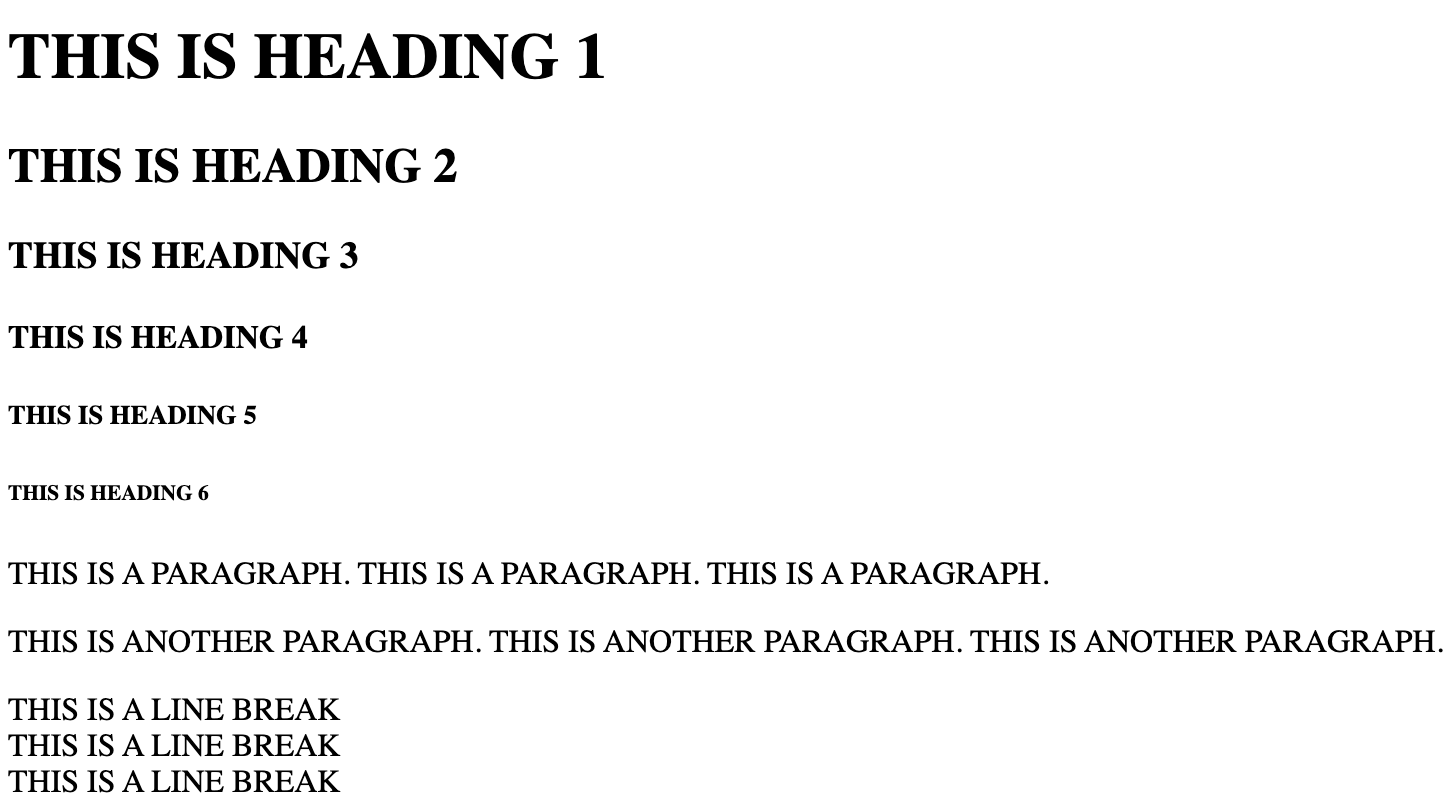 THIS IS HEADING 1
THIS IS HEADING 2
THIS IS HEADING 3
THIS IS HEADING 4
THIS IS HEADING 5
THIS IS HEADING 6
THIS IS A PARAGRAPH. THIS IS A PARAGRAPH. THIS IS A PARAGRAPH.
THIS IS ANOTHER PARAGRAPH. THIS IS ANOTHER PARAGRAPH. THIS IS ANOTHER PARAGRAPH.
THIS IS A LINE BREAK
THIS IS A LINE BREAK
THIS IS A LINE BREAK